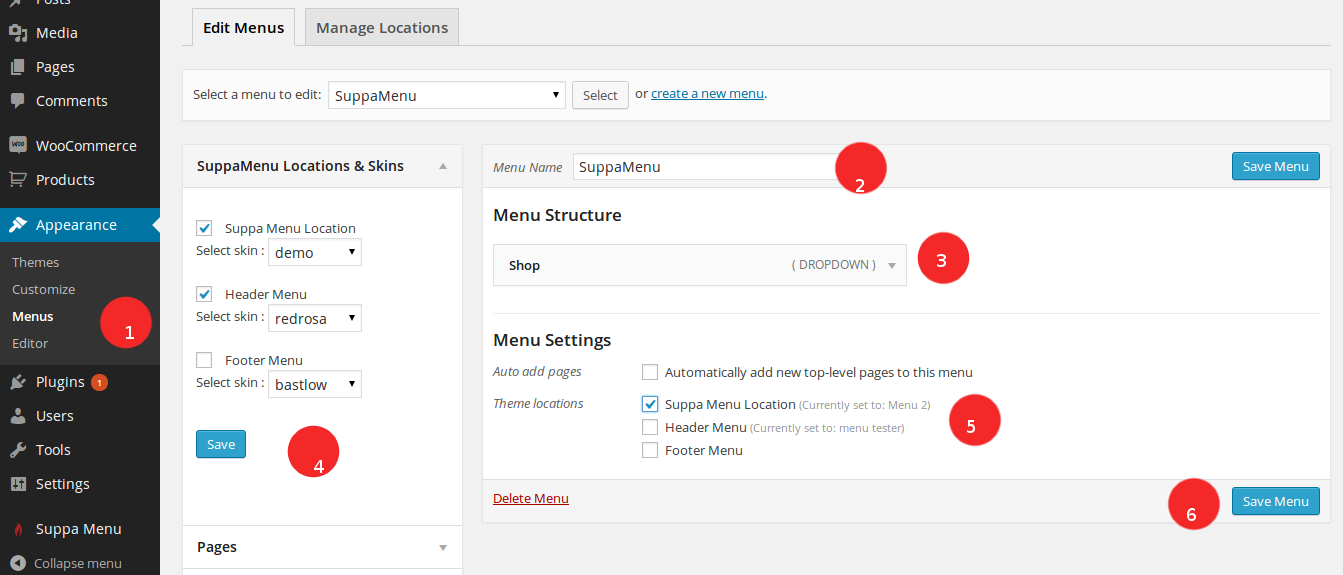 Posts
Media
Pages
Comments
WOO WooCommerce
Products
Appearance
Themes
Customize
Menus
1
Editor
Plugins 1
Users
Tools
Settings
Suppa Menu
Collapse menu
Edit Menus Manage Locations
Select a menu to edit: SuppaMenu Select or create a new menu.
SuppaMenu Locations & Skins
Suppa Menu Location
Select skin : demo
Header Menu
Select skin : redrosa
Footer Menu
Select skin : bastlow
Save
4
Pages
Menu Name SuppaMenu 2 Save Menu
Menu Structure
Shop ( DROPDOWN ) 3
Menu Settings
Auto add pages Automatically add new top-level pages to this menu
Theme locations Suppa Menu Location (Currently set to: Menu 2)
Header Menu (Currently set to: menu tester) 5
Footer Menu
Delete Menu 6 Save Menu